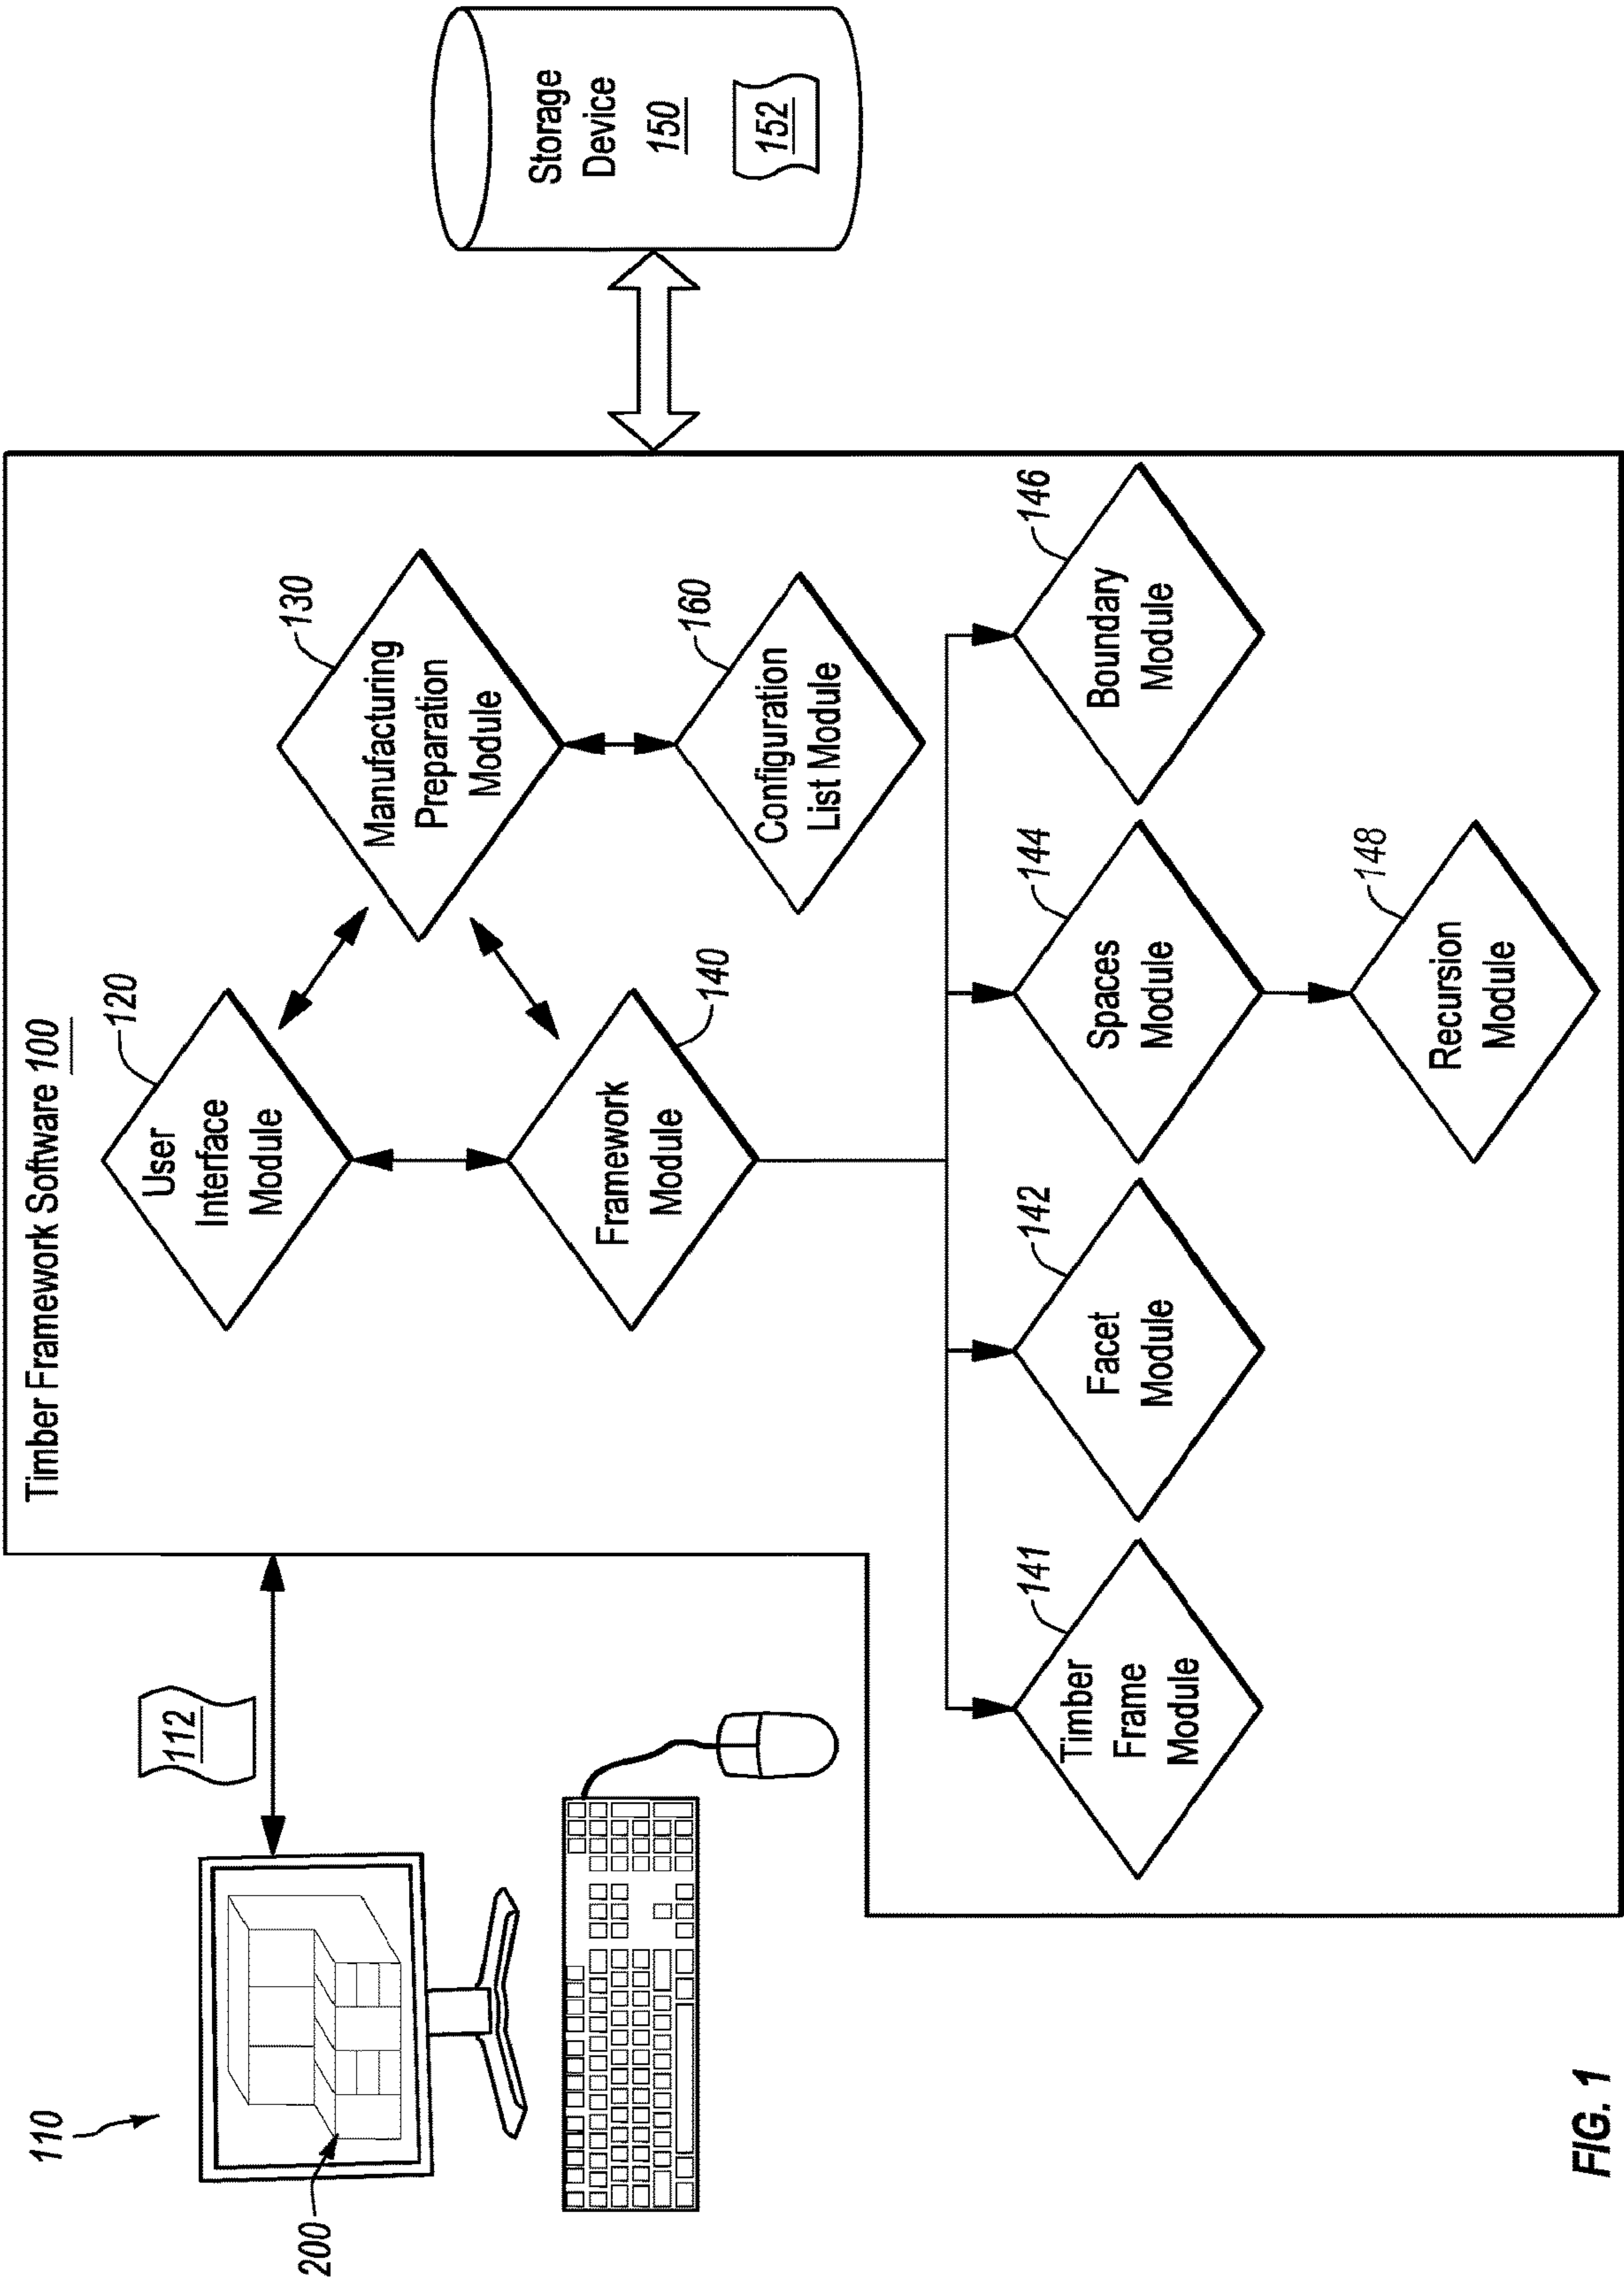 110
200
112
Timber Framework Software 100
120
User
Interface
Module
130
Manufacturing
Preparation
Module
140
Framework
Module
160
Configuration
List Module
141
Timber
Frame
Module
142
Facet
Module
144
Spaces
Module
146
Boundary
Module
148
Recursion
Module
Storage
Device
150
152
FIG. 1